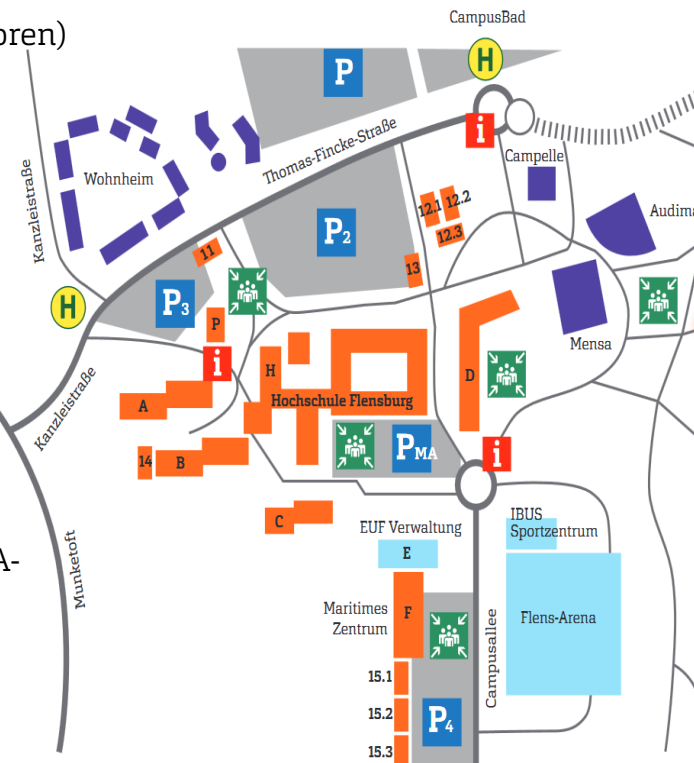 oren)
CampusBad
H
P
i
Thomas-Fincke-Straße
Campelle
Wohnheim
Kanzleistraße
12.1
12.2
12.3
Audima
P2
11
13
H
P3
P
Mensa
i
H
D
Kanzleistraße
Hochschule Flensburg
A
PMA
14
B
i
C
IBUS
Sportzentrum
EUF Verwaltung
E
A-
Munketoft
Maritimes
Zentrum
F
Flens-Arena
Campusallee
15.1
15.2
P4
15.3